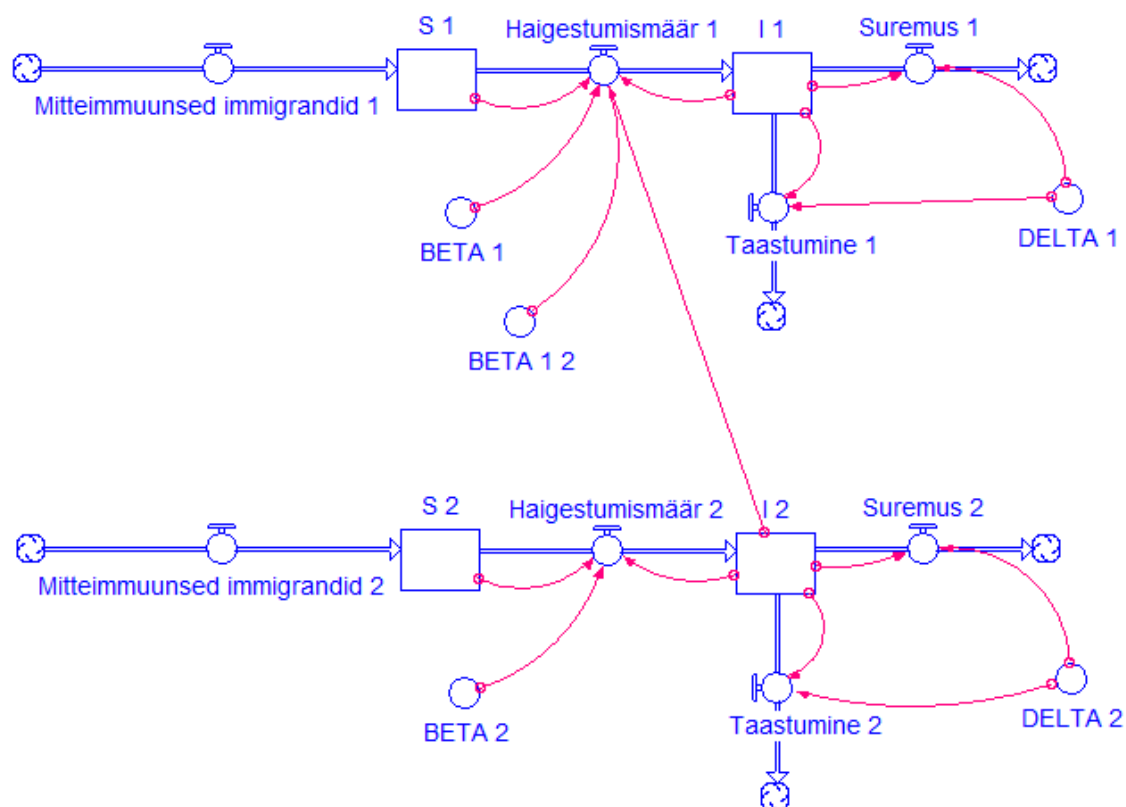 S 1
Haigestumismäär 1
I 1
Suremus 1
Mitteimmuunsed immigrandid 1
BETA 1
Taastumine 1
DELTA 1
BETA 1 2
S 2
Haigestumismäär 2
I 2
Suremus 2
Mitteimmuunsed immigrandid 2
BETA 2
Taastumine 2
DELTA 2